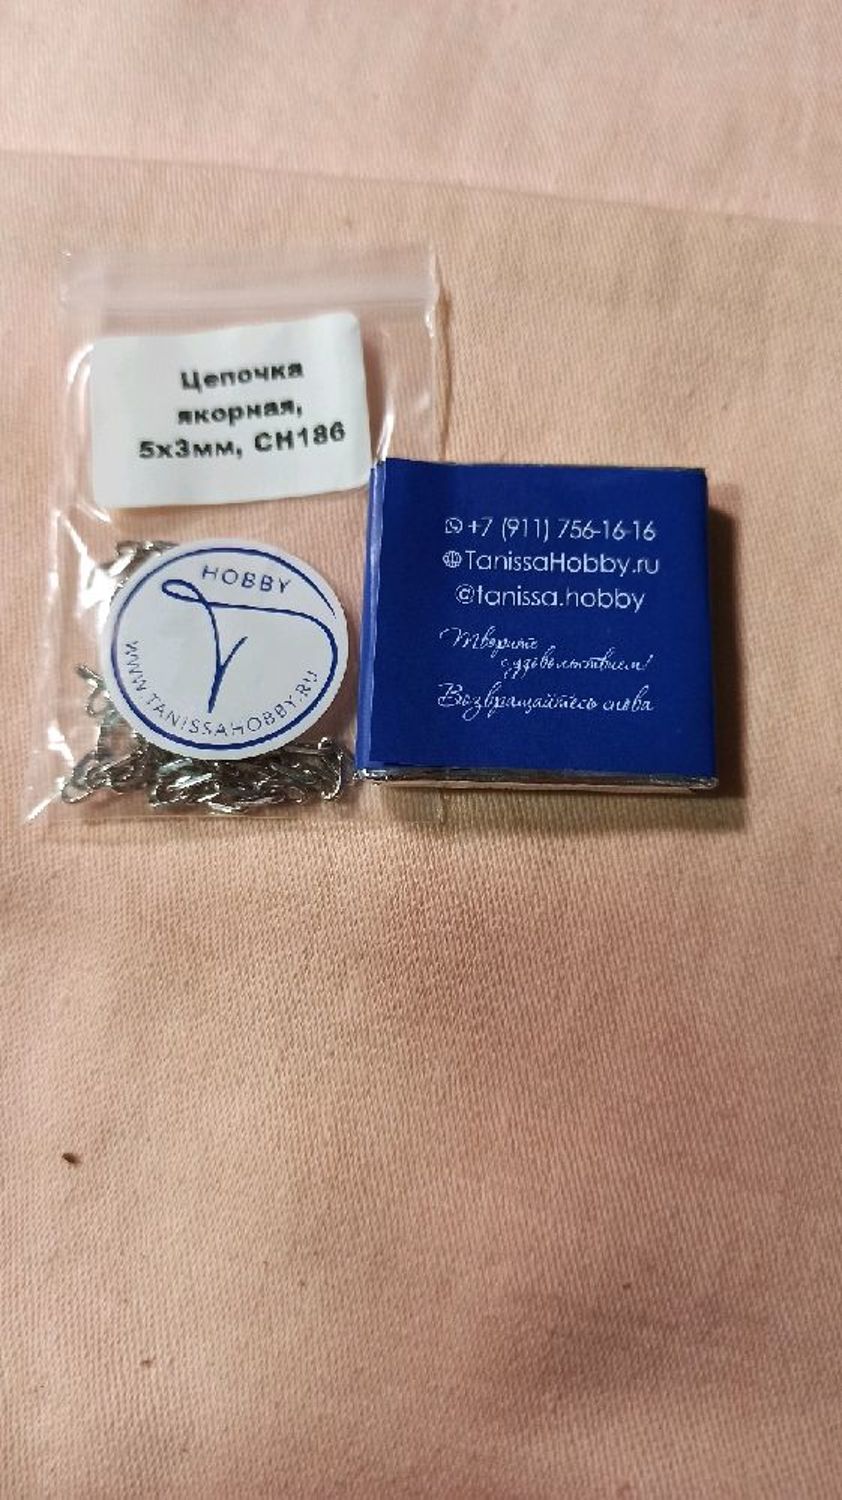 Цепочка
якорная,
5х3мм, CH186
HOBBY
WWW.TANISSAHOBBY.RU
+7 (911) 756-16-16
TanissaHobby.ru
@tanissa.hobby
Творите
с удовольствием!
Возвращайтесь снова